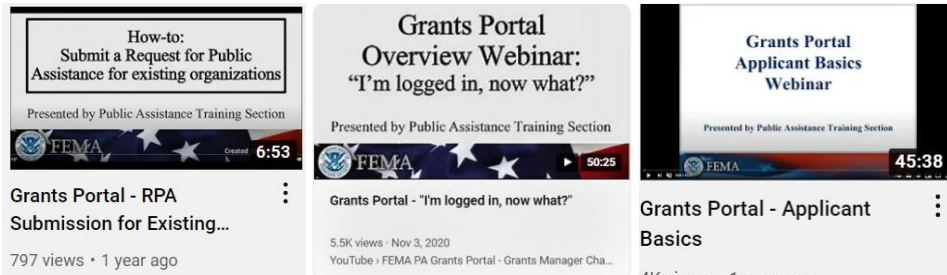 How-to:
Submit a Request for Public
Assistance for existing organizations
Presented by Public Assistance Training Section
FEMA
Created
6:53
Grants Portal - RPA
Submission for Existing...
797 views • 1 year ago
Grants Portal
Overview Webinar:
“I’m logged in, now what?”
Presented by Public Assistance Training Section
FEMA
50:25
Grants Portal - "I'm logged in, now what?"
5.5K views · Nov 3, 2020
YouTube › FEMA PA Grants Portal - Grants Manager Cha...
Grants Portal
Applicant Basics
Webinar
Presented by Public Assistance Training Section
FEMA
45:38
Grants Portal - Applicant
Basics